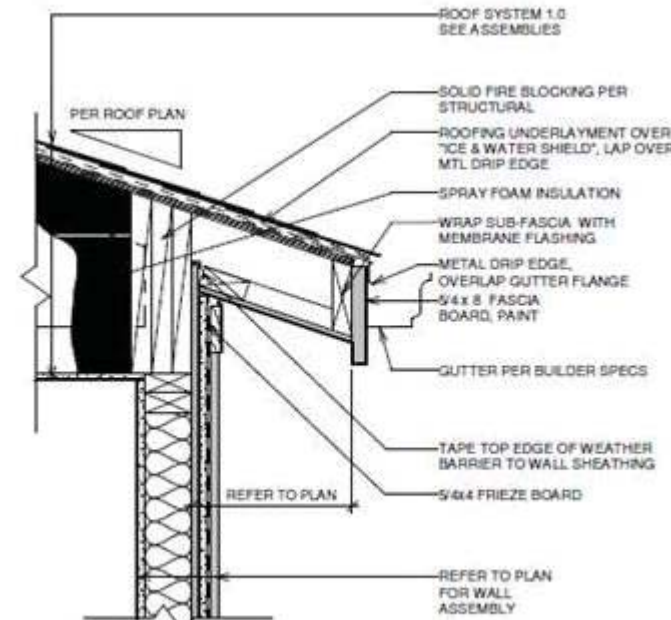 ROOF SYSTEM 1.0
SEE ASSEMBLIES
PER ROOF PLAN
SOLID FIRE BLOCKING PER
STRUCTURAL
ROOFING UNDERLAYMENT OVER
"ICE & WATER SHIELD", LAP OVER
MTL DRIP EDGE
SPRAY FOAM INSULATION
WRAP SUB-FASCIA WITH
MEMBRANE FLASHING
METAL DRIP EDGE,
OVERLAP GUTTER FLANGE
5/4 x 8 FASCIA
BOARD, PAINT
GUTTER PER BUILDER SPECS
TAPE TOP EDGE OF WEATHER
BARRIER TO WALL SHEATHING
REFER TO PLAN
5/4x4 FRIEZE BOARD
REFER TO PLAN
FOR WALL
ASSEMBLY